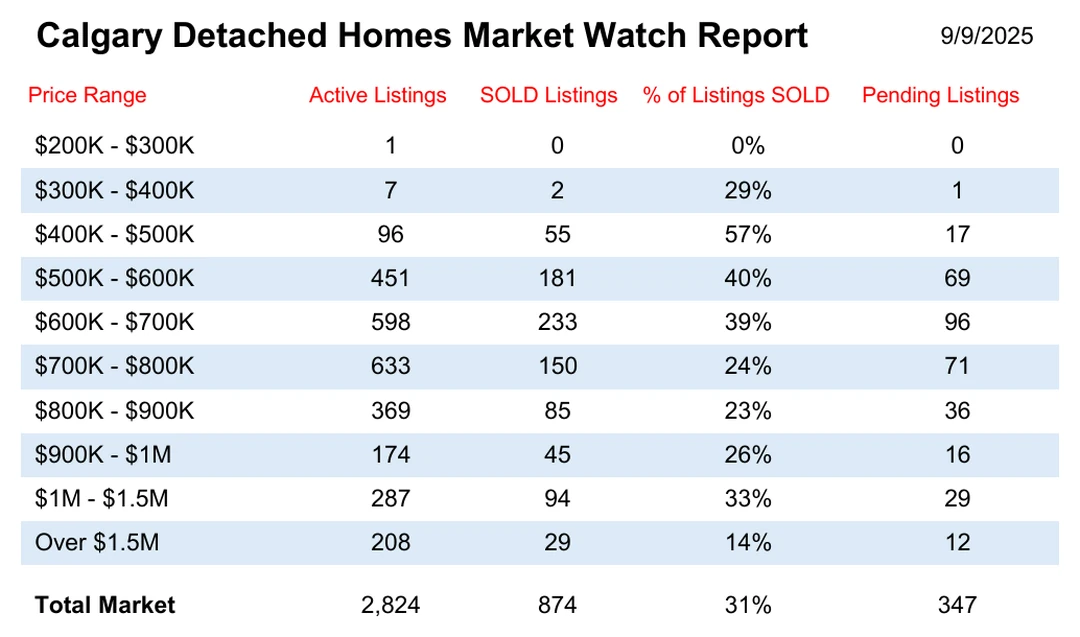 Calgary Detached Homes Market Watch Report 9/9/2025
Price Range Active Listings SOLD Listings % of Listings SOLD Pending Listings
$200K - $300K 1 0 0% 0
$300K - $400K 7 2 29% 1
$400K - $500K 96 55 57% 17
$500K - $600K 451 181 40% 69
$600K - $700K 598 233 39% 96
$700K - $800K 633 150 24% 71
$800K - $900K 369 85 23% 36
$900K - $1M 174 45 26% 16
$1M - $1.5M 287 94 33% 29
Over $1.5M 208 29 14% 12
Total Market 2,824 874 31% 347